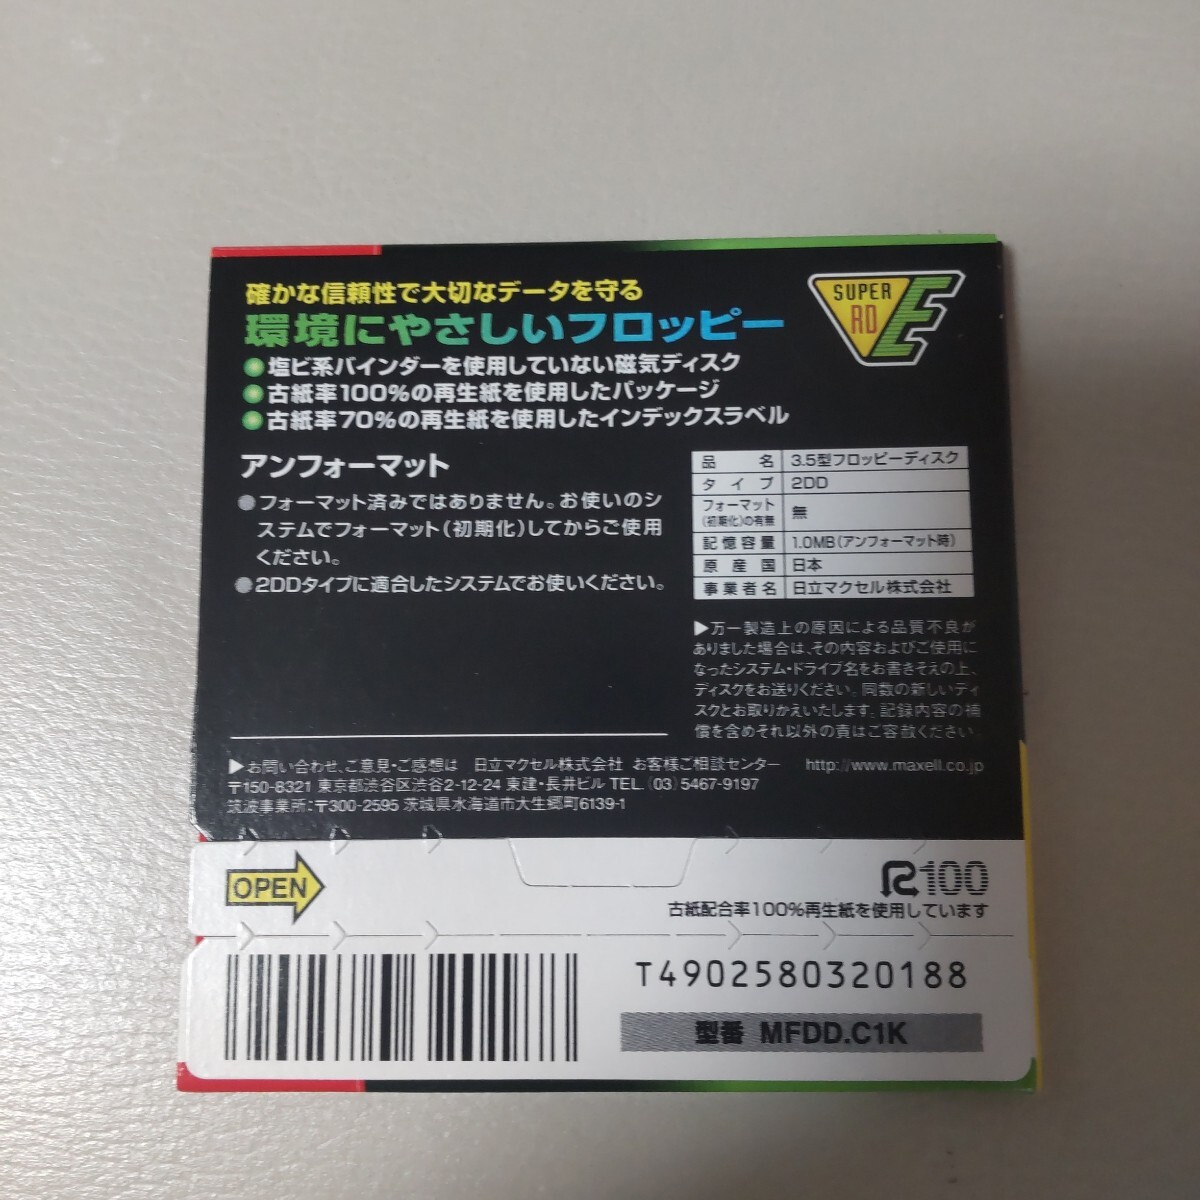 確かな信頼性で大切なデータを守る
環境にやさしいフロッピー
塩ビ系バインダーを使用していない磁気ディスク
古紙率100%の再生紙を使用したパッケージ
古紙率70%の再生紙を使用したインデックスラベル
SUPER
RD
E
アンフォーマット
●フォーマット済みではありません。お使いのシ
ステムでフォーマット(初期化)してからご使用
ください。
●2DDタイプに適合したシステムでお使いください。
品名 3.5型フロッピーディスク
タイプ 2DD
フォーマット(初期化)の有無 無
記憶容量 1.0MB(アンフォーマット時)
原産国 日本
事業者名 日立マクセル株式会社
▶万一製造上の原因による品質不良が
ありました場合は、その内容およびご使用に
なったシステム・ドライブ名をお書きそえの上、
ディスクをお送りください。同数の新しいディ
スクとお取りかえいたします。記録内容の補
償を含めそれ以外の責はご容赦ください。
▶お問い合わせ、ご意見・ご感想は 日立マクセル株式会社 お客様ご相談センター http://www.maxell.co.jp
〒150-8321 東京都渋谷区渋谷2-12-24 東建・長井ビル TEL.(03)5467-9197
筑波事業所:〒300-2595 茨城県水海道市大生郷町6139-1
OPEN
R100
古紙配合率100%再生紙を使用しています
T4902580320188
型番 MFDD.C1K